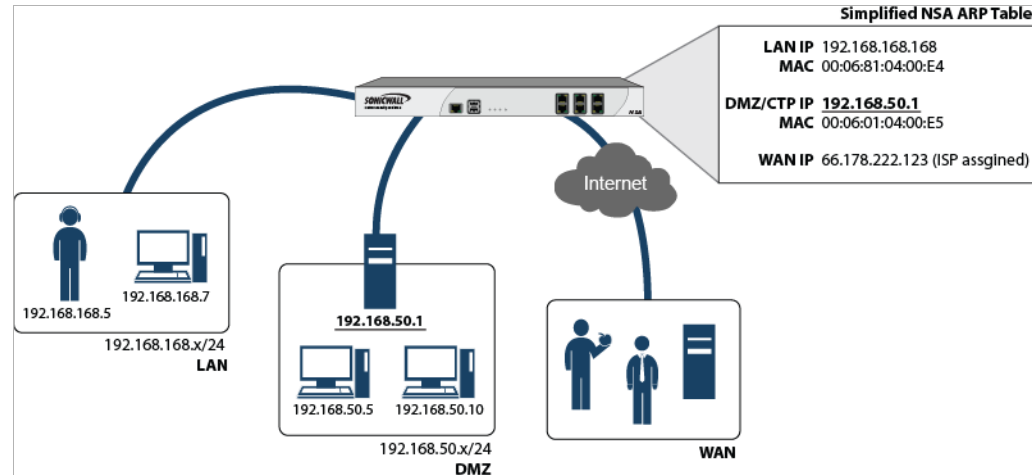 Simplified NSA ARP Table
LAN IP 192.168.168.168
MAC 00:06:81:04:00:E4
DMZ/CTP IP 192.168.50.1
MAC 00:06:01:04:00:E5
WAN IP 66.178.222.123 (ISP assgined)
SONICWALL
Internet
192.168.168.5
192.168.168.7
192.168.168.x/24
LAN
192.168.50.1
192.168.50.5
192.168.50.10
192.168.50.x/24
DMZ
WAN